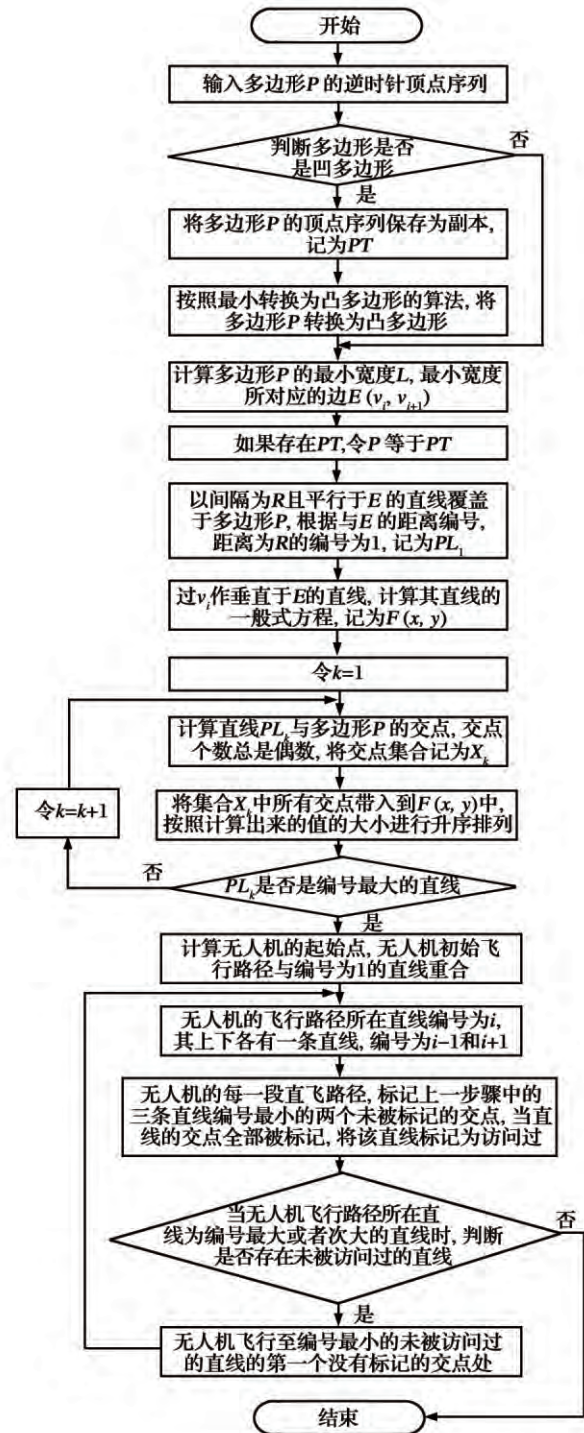 开始
输入多边形P 的逆时针顶点序列
判断多边形是否
是凹多边形
否
是
将多边形P 的顶点序列保存为副本,
记为PT
按照最小转换为凸多边形的算法, 将
多边形P 转换为凸多边形
计算多边形P 的最小宽度L, 最小宽度
所对应的边E (v_i, v_{i+1})
如果存在PT,令P 等于PT
以间隔为R且平行于E 的直线覆盖
于多边形P, 根据与E 的距离编号,
距离为R的编号为1, 记为PL_1
过v_i作垂直于E的直线, 计算其直线的
一般式方程, 记为F (x, y)
令k=1
计算直线PL_k与多边形P 的交点, 交点
个数总是偶数, 将交点集合记为X_k
令k=k+1
将集合X_k中所有交点带入到F (x, y)中,
按照计算出来的值的大小进行升序排列
否
PL_k是否是编号最大的直线
是
计算无人机的起始点, 无人机初始飞
行路径与编号为1的直线重合
无人机的飞行路径所在直线编号为i,
其上下各有一条直线, 编号为i−1和i+1
无人机的每一段直飞路径, 标记上一步骤中的
三条直线编号最小的两个未被标记的交点, 当直
线的交点全部被标记, 将该直线标记为访问过
当无人机飞行路径所在直
线为编号最大或者次大的直线时, 判断
是否存在未被访问过的直线
否
是
无人机飞行至编号最小的未被访问过
的直线的第一个没有标记的交点处
结束